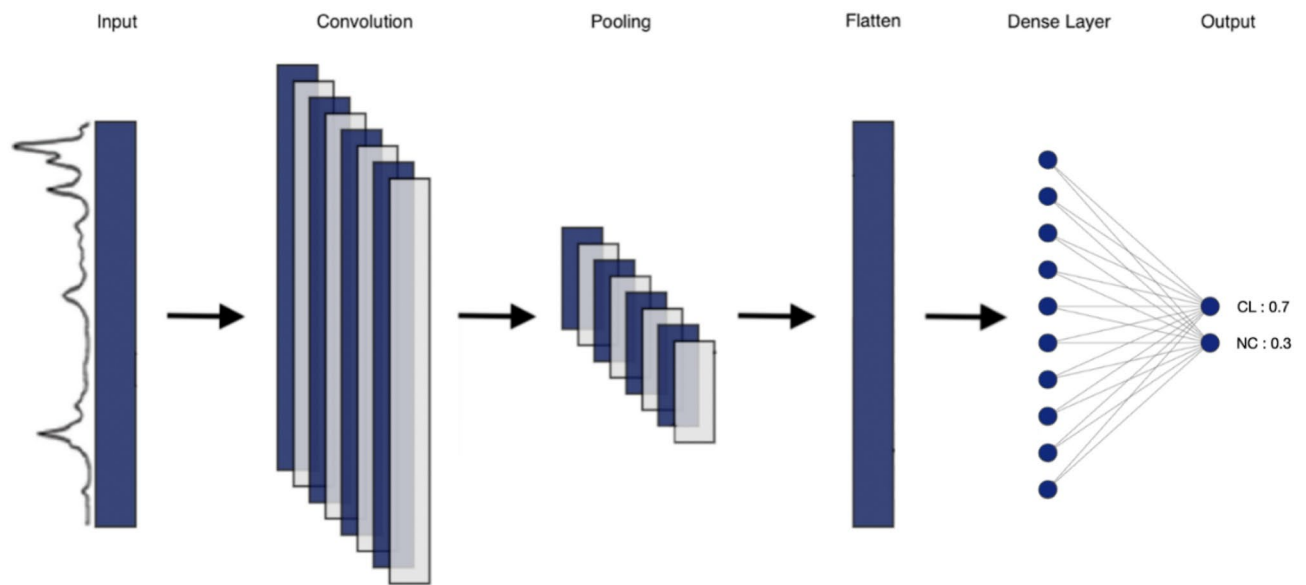 Input
Convolution
Pooling
Flatten
Dense Layer
Output
CL : 0.7
NC : 0.3